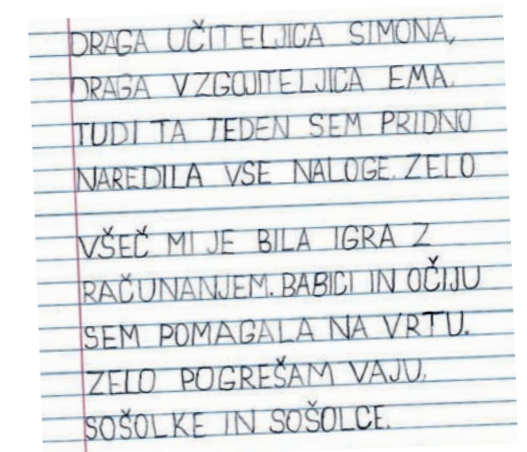 DRAGA UČITELJICA SIMONA,
DRAGA VZGOJITELJICA EMA.
TUDI TA TEDEN SEM PRIDNO
NAREDILA VSE NALOGE. ZELO
VŠEČ MI JE BILA IGRA Z
RAČUNANJEM. BABICI IN OČIJU
SEM POMAGALA NA VRTU.
ZELO POGREŠAM VAJU,
SOŠOLKE IN SOŠOLCE.